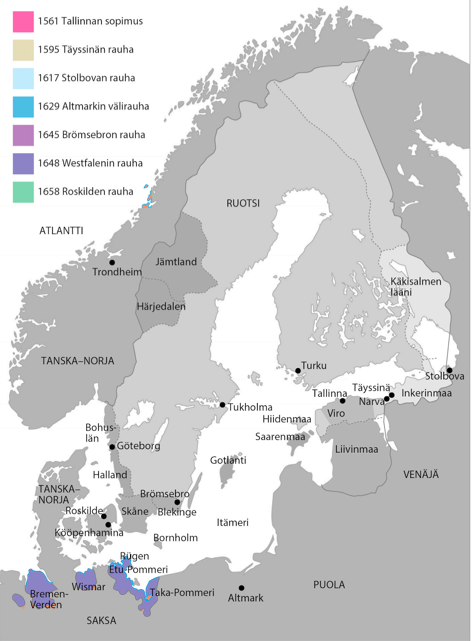 1561 Tallinnan sopimus
1595 Täyssinän rauha
1617 Stolbovan rauha
1629 Altmarkin välirauha
1645 Brömsebron rauha
1648 Westfalenin rauha
1658 Roskilden rauha
RUOTSI
ATLANTTI
Trondheim
Jämtland
Härjedalen
Käkisalmen
lääni
TANSKA–NORJA
Turku
Stolbova
Täyssinä
Inkerinmaa
Tallinna
Narva
Tukholma
Hiidenmaa
Viro
Bohus-
län
Göteborg
Saarenmaa
Liivinmaa
Gotlanti
VENÄJÄ
Halland
TANSKA–
NORJA
Brömsebro
Roskilde
Skåne
Blekinge
Itämeri
Kööpenhamina
Bornholm
Rügen
Etu-Pommeri
Wismar
Bremen-
Verden
Taka-Pommeri
Altmark
PUOLA
SAKSA